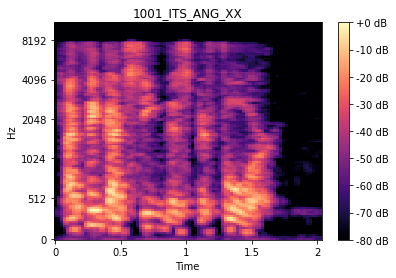 1001_ITS_ANG_XX
8192
4096
2048
1024
512
0
Hz
0
0.5
1
1.5
2
Time
+0 dB
-10 dB
-20 dB
-30 dB
-40 dB
-50 dB
-60 dB
-70 dB
-80 dB